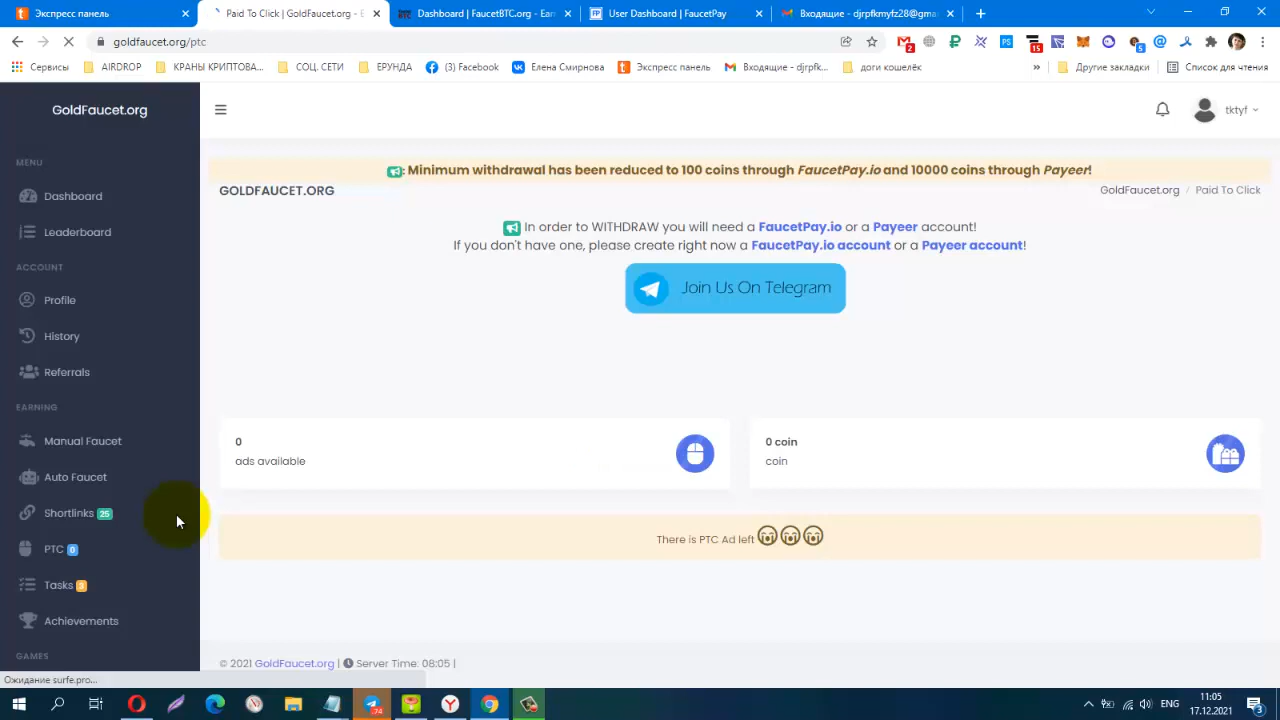 Экспресс панель
Paid To Click | GoldFaucet.org - E
Dashboard | FaucetBTC.org - Earn
User Dashboard | FaucetPay
Входящие - djrpfkmyfz28@gma
goldfaucet.org/ptc
2
15
5
Сервисы
AIRDROP
КРАНЫ КРИПТОВА...
СОЦ. СЕТИ
ЕРУНДА
(3) Facebook
Елена Смирнова
Экспресс панель
Входящие - djrpfk...
доги кошелёк
»
Другие закладки
Список для чтения
GoldFaucet.org
tktyf
MENU
Dashboard
Leaderboard
ACCOUNT
Profile
History
Referrals
EARNING
Manual Faucet
Auto Faucet
Shortlinks 25
PTC 0
Tasks 3
Achievements
GAMES
: Minimum withdrawal has been reduced to 100 coins through FaucetPay.io and 10000 coins through Payeer!
GOLDFAUCET.ORG
GoldFaucet.org / Paid To Click
In order to WITHDRAW you will need a FaucetPay.io or a Payeer account!
If you don't have one, please create right now a FaucetPay.io account or a Payeer account!
Join Us On Telegram
0
ads available
0 coin
coin
There is PTC Ad left
© 2021 GoldFaucet.org | Server Time: 08:05 |
Ожидание surfe.pro...
74
ENG
11:05
17.12.2021
3